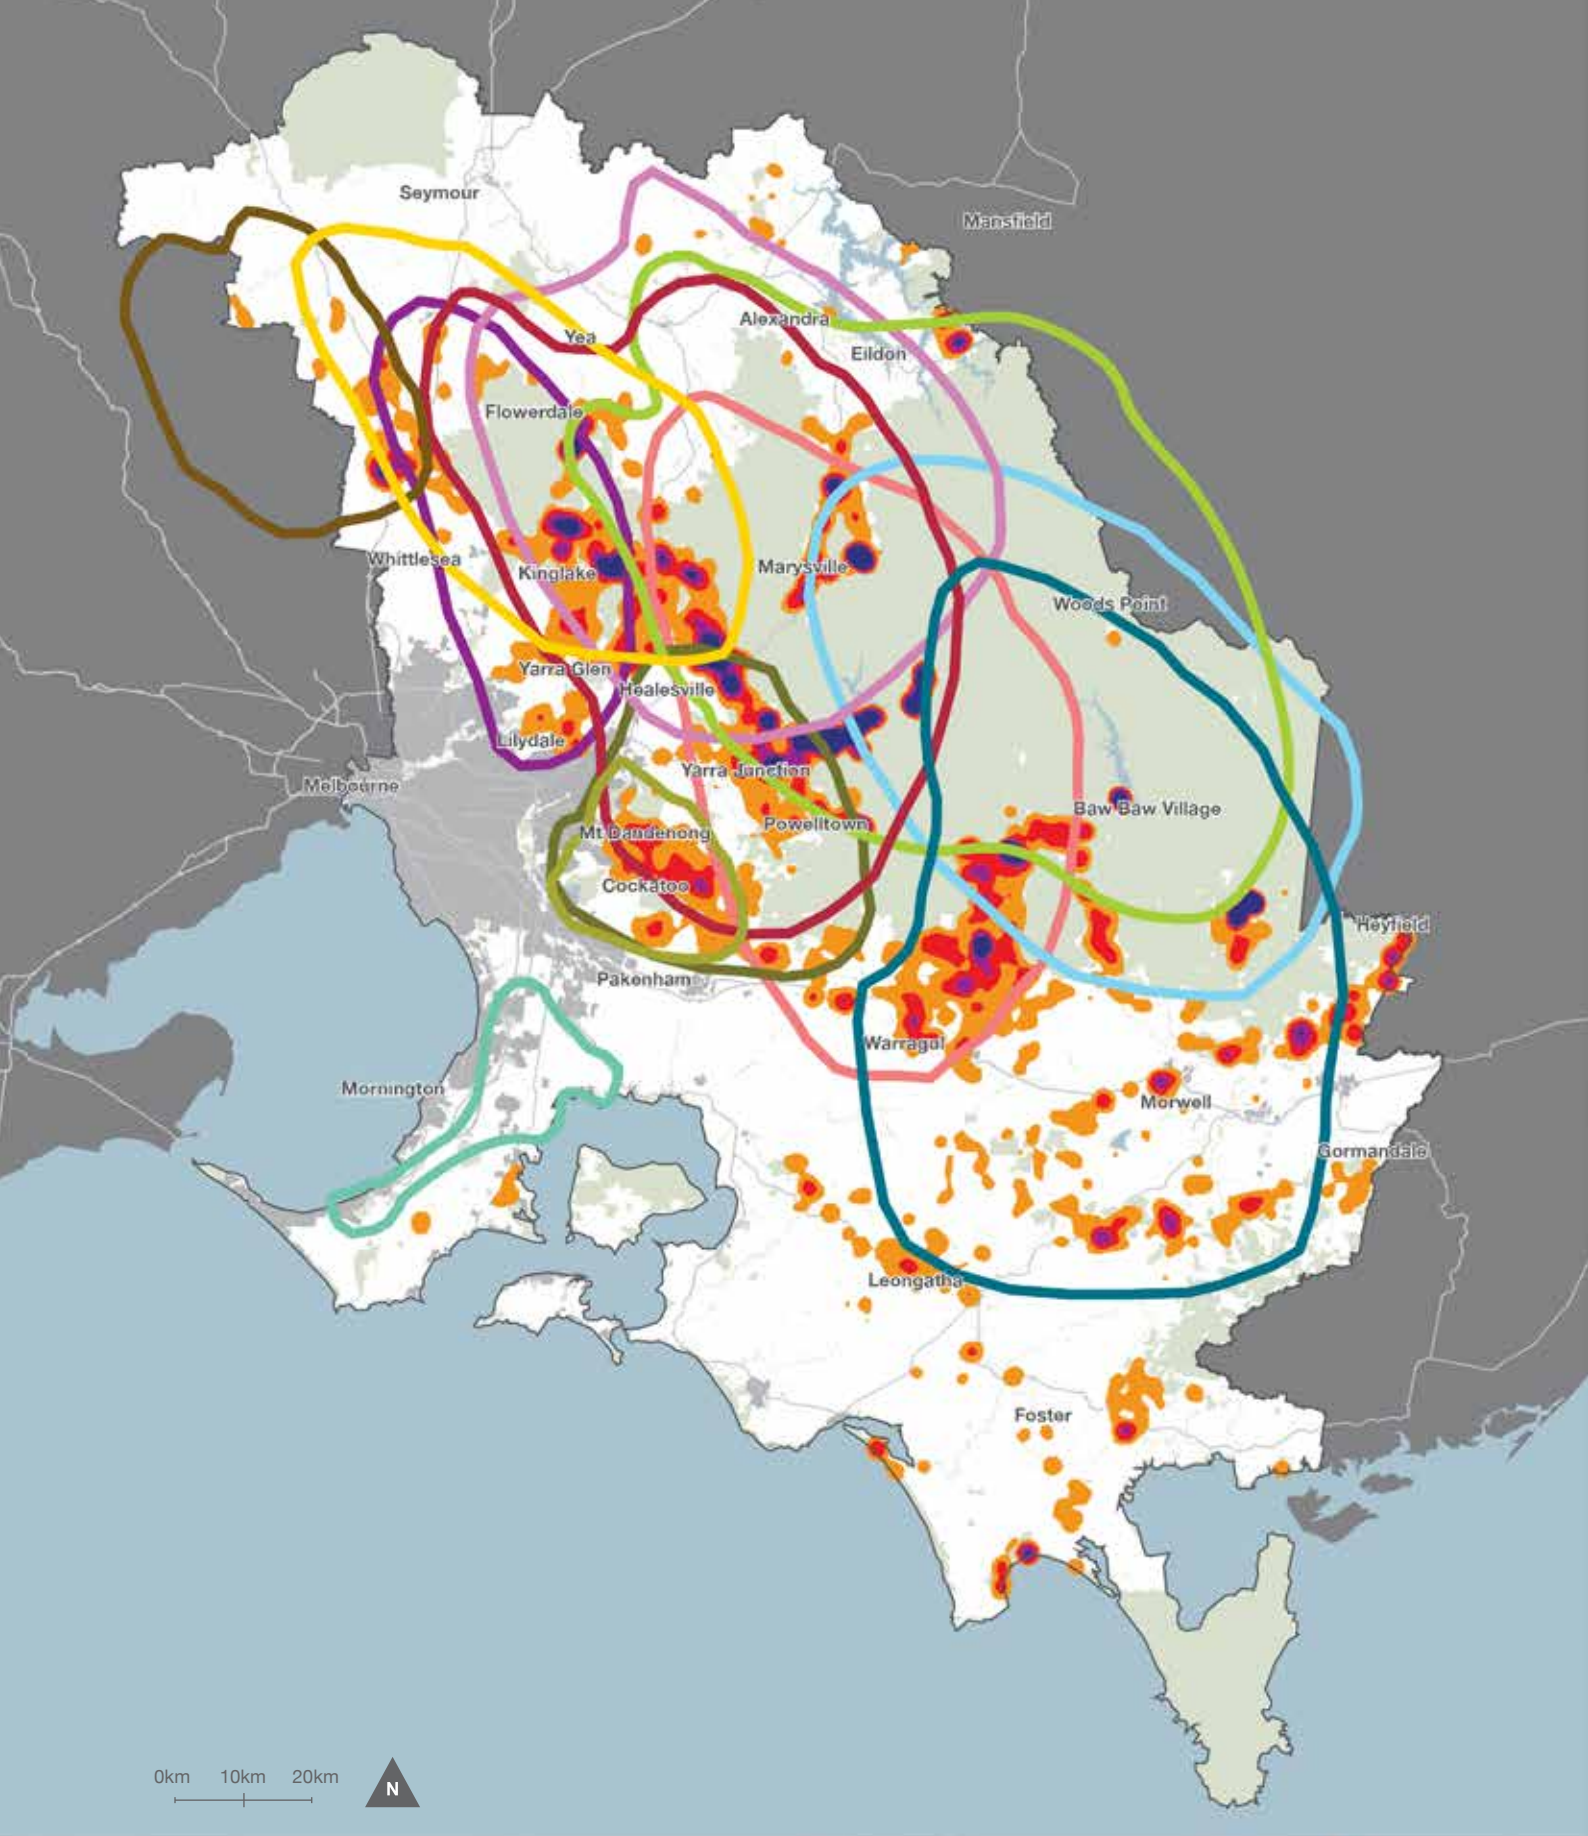 Seymour
Mansfield
Alexandra
Yea
Eildon
Flowerdale
Whittlesea
Kinglake
Marysville
Woods Point
Yarra Glen
Healesville
Lilydale
Yarra Junction
Melbourne
Baw Baw Village
Mt Dandenong
Powelltown
Cockatoo
Heyfield
Pakenham
Warragul
Mornington
Morwell
Gormandale
Leongatha
Foster
0km 10km 20km
N